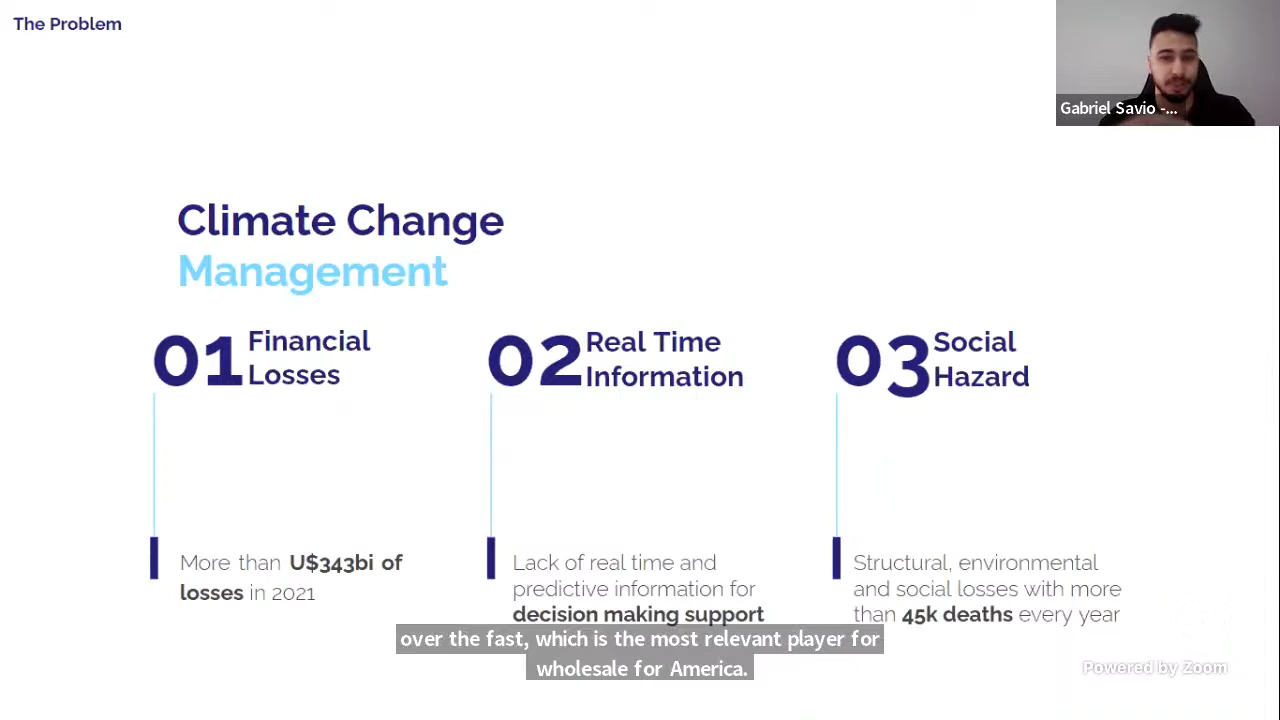 The Problem
Gabriel Savio -...
Climate Change
Management
01 Financial
Losses
More than U$343bi of
losses in 2021
02 Real Time
Information
Lack of real time and
predictive information for
decision making support
03 Social
Hazard
Structural, environmental
and social losses with more
than 45k deaths every year
over the fast, which is the most relevant player for
wholesale for America.
Powered by Zoom